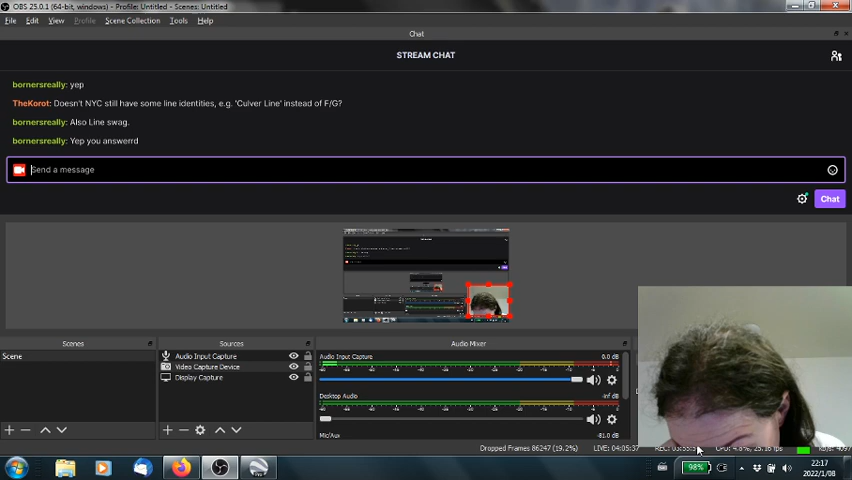 OBS 25.0.1 (64-bit, windows) - Profile: Untitled - Scenes: Untitled
File Edit View Profile Scene Collection Tools Help
Chat
STREAM CHAT
bornersreally: yep
TheKorot: Doesn't NYC still have some line identities, e.g. 'Culver Line' instead of F/G?
bornersreally: Also Line swag.
bornersreally: Yep you answerrd
Send a message
Chat
Scenes
Sources
Audio Mixer
Scene
Audio Input Capture
Video Capture Device
Display Capture
Audio Input Capture 0.0 dB
Desktop Audio -inf dB
Mic/Aux -81.0 dB
Dropped Frames 86247 (19.2%) LIVE: 04:05:37
98%
22:17
2022/1/08